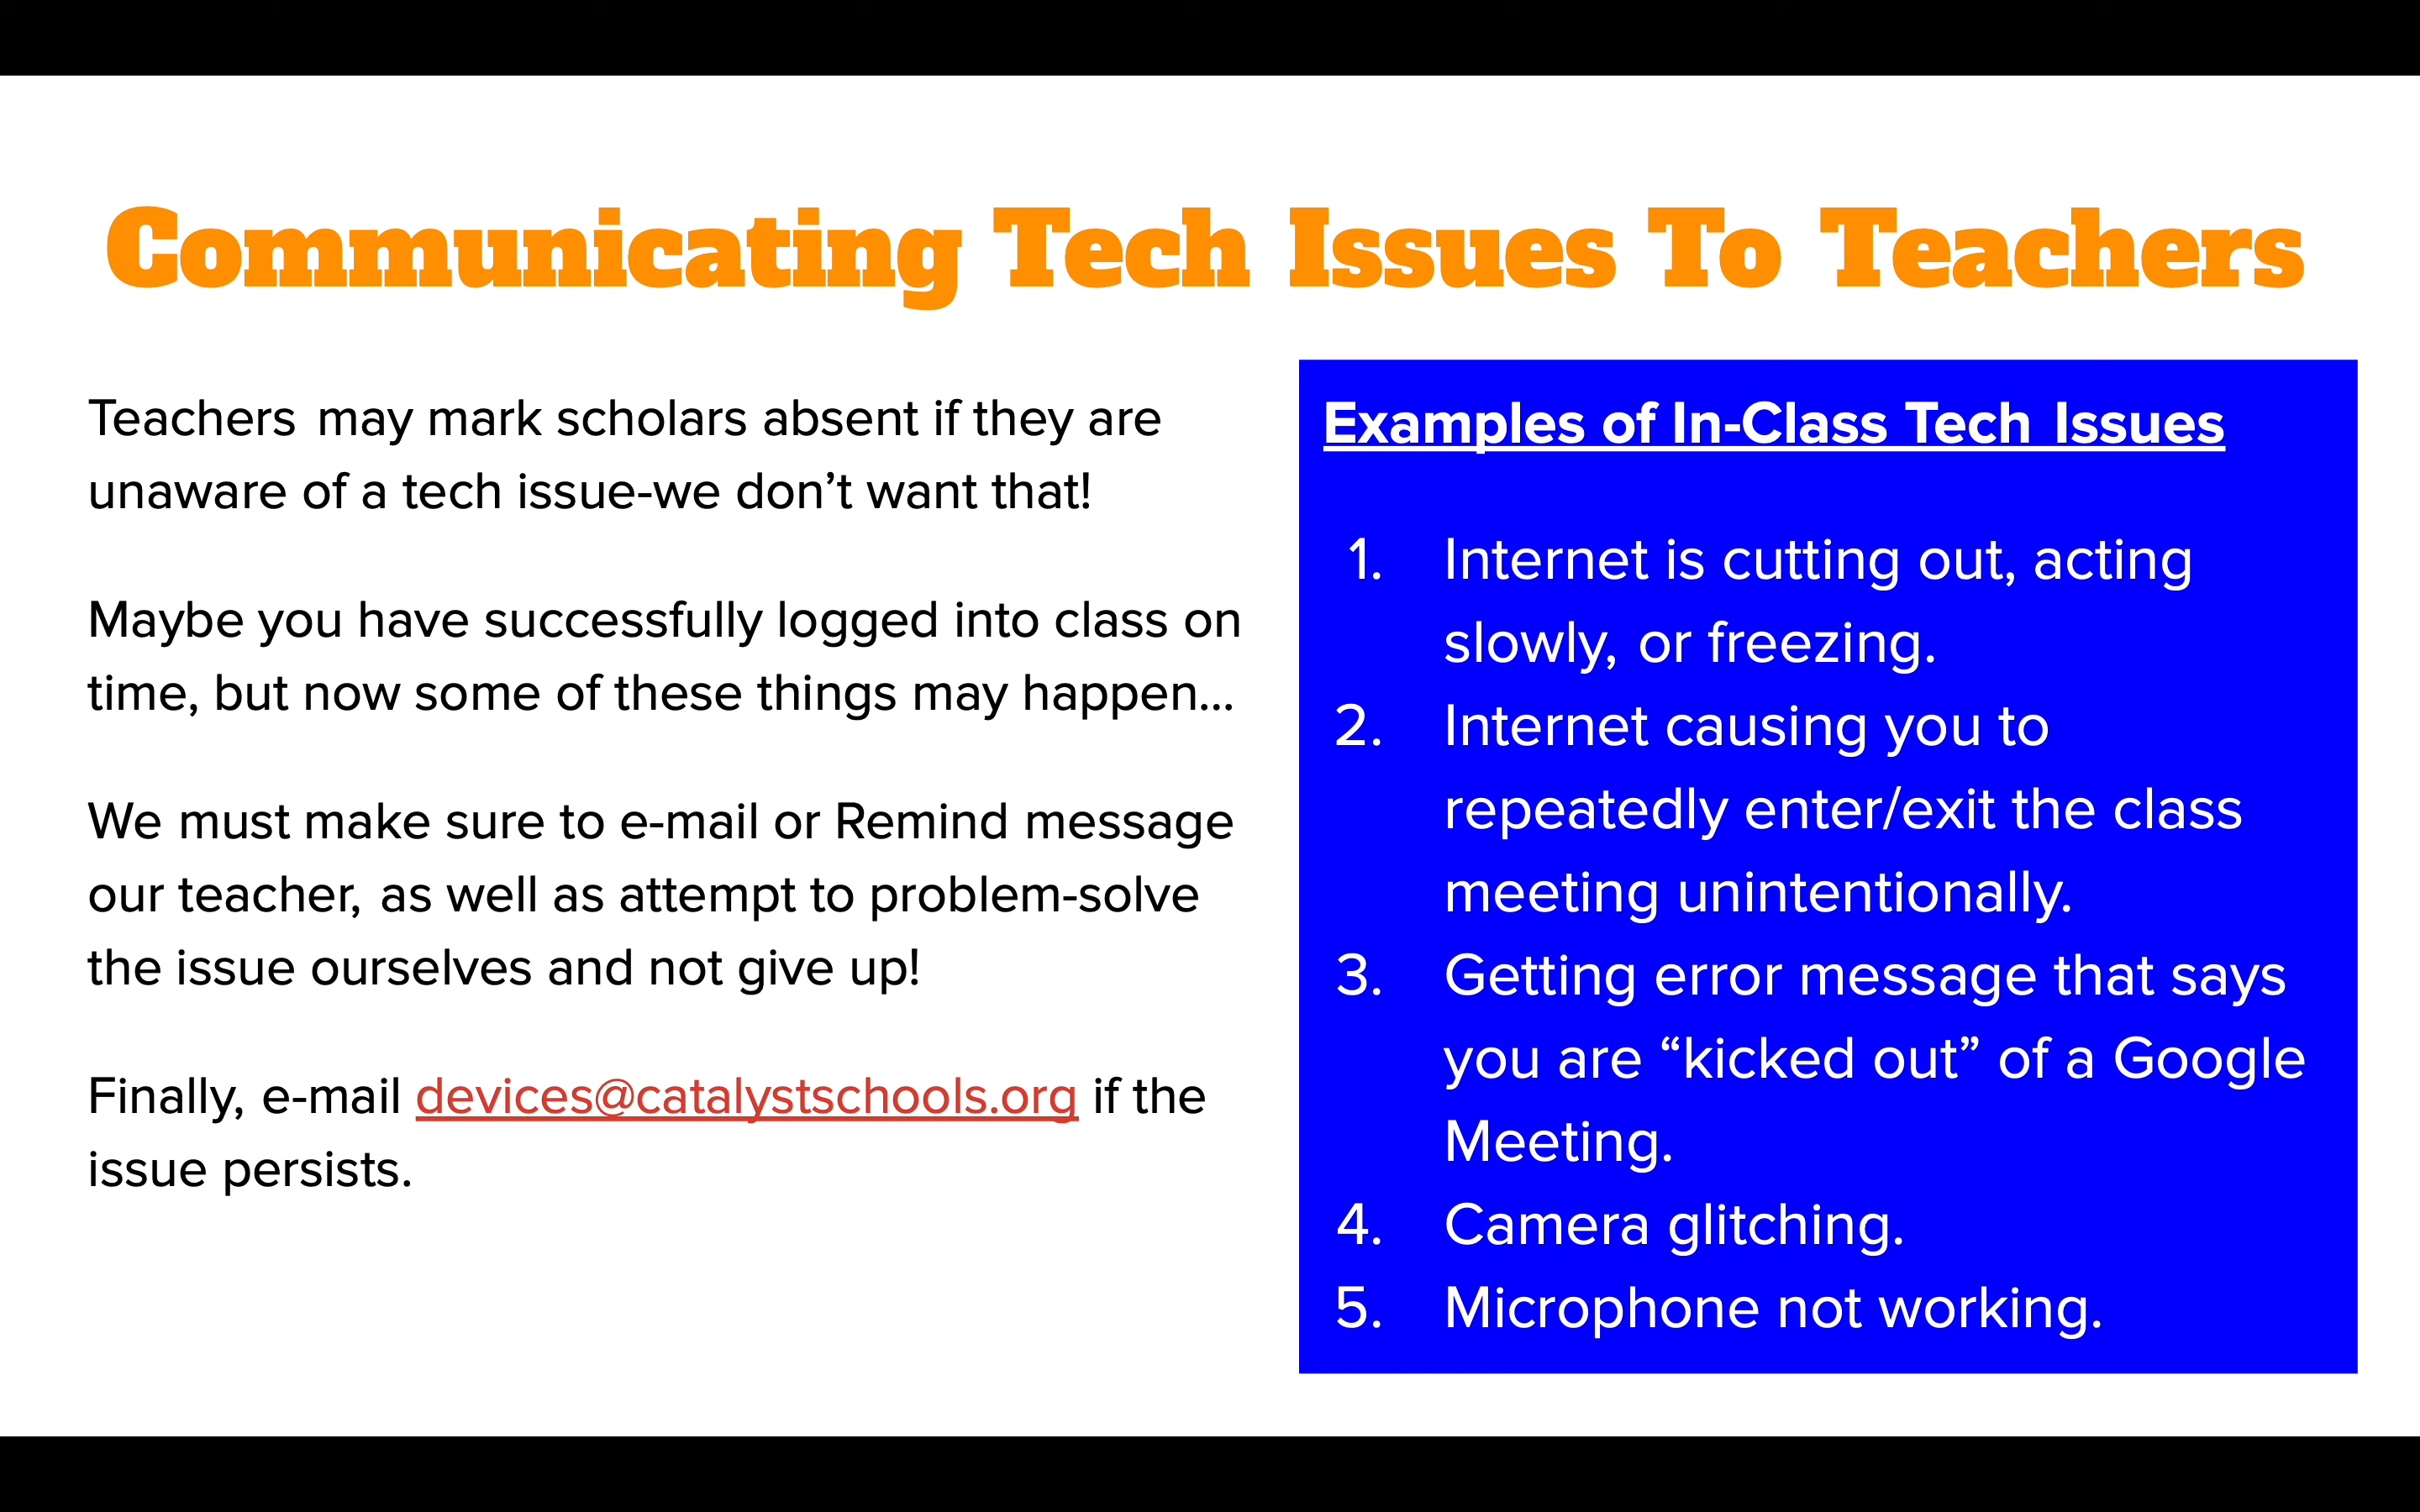 Communicating Tech Issues To Teachers
Teachers may mark scholars absent if they are
unaware of a tech issue-we don’t want that!
Maybe you have successfully logged into class on
time, but now some of these things may happen...
We must make sure to e-mail or Remind message
our teacher, as well as attempt to problem-solve
the issue ourselves and not give up!
Finally, e-mail devices@catalystschools.org if the
issue persists.
Examples of In-Class Tech Issues
1. Internet is cutting out, acting
slowly, or freezing.
2. Internet causing you to
repeatedly enter/exit the class
meeting unintentionally.
3. Getting error message that says
you are “kicked out” of a Google
Meeting.
4. Camera glitching.
5. Microphone not working.